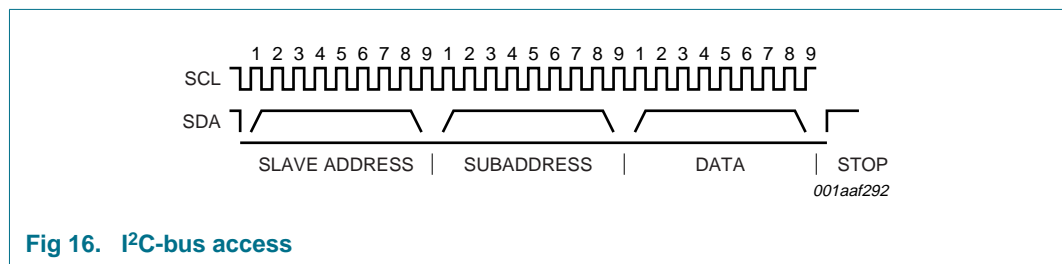 1 2 3 4 5 6 7 8 9 1 2 3 4 5 6 7 8 9 1 2 3 4 5 6 7 8 9
SCL
SDA
SLAVE ADDRESS SUBADDRESS DATA STOP
001aaf292
Fig 16. I²C-bus access